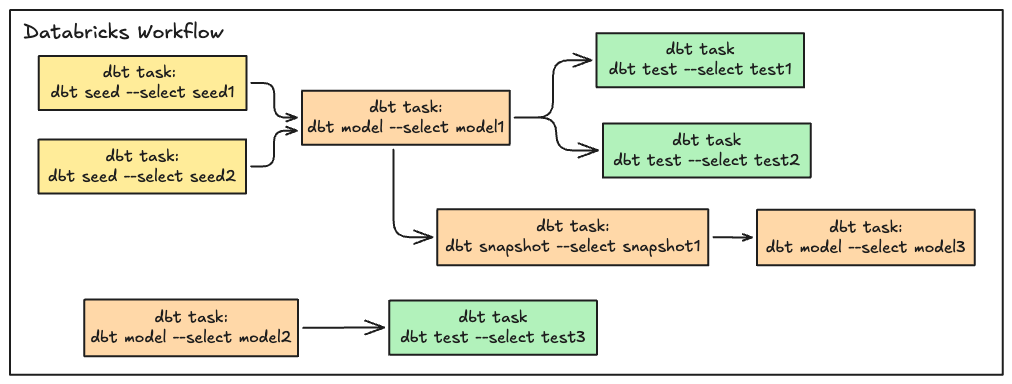 Databricks Workflow
dbt task:
dbt seed --select seed1
dbt task:
dbt seed --select seed2
dbt task:
dbt model --select model1
dbt task
dbt test --select test1
dbt task
dbt test --select test2
dbt task:
dbt snapshot --select snapshot1
dbt task:
dbt model --select model3
dbt task:
dbt model --select model2
dbt task
dbt test --select test3